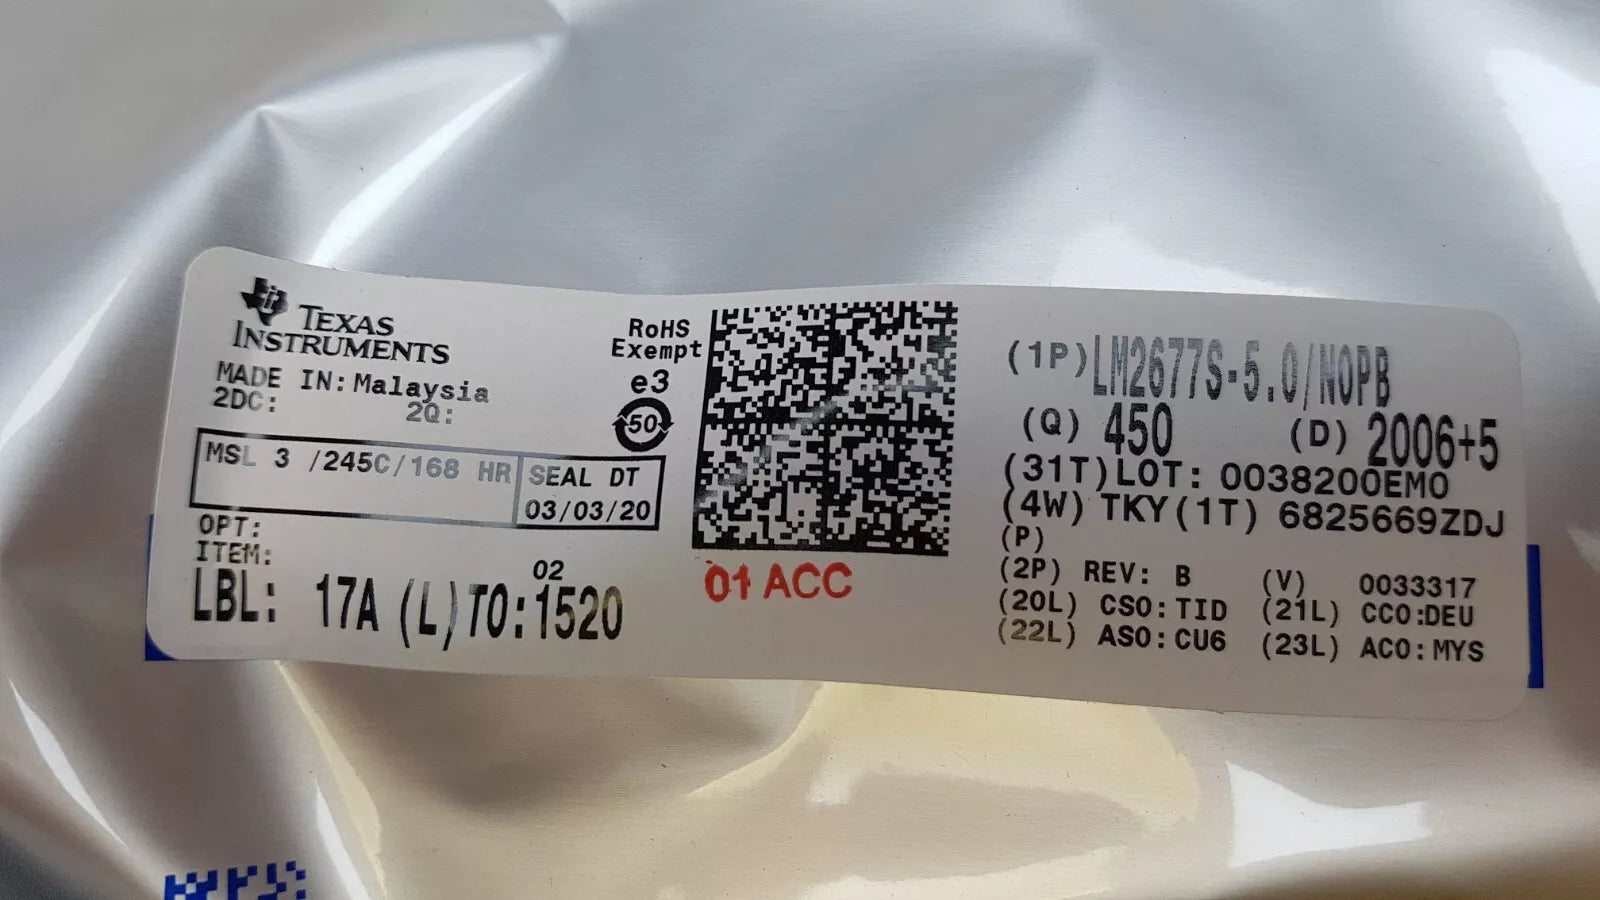 TEXAS
INSTRUMENTS
MADE IN: Malaysia
2DC: 2Q:
MSL 3 /245C/168 HR
SEAL DT
03/03/20
OPT:
ITEM:
02
LBL: 17A (L)TO:1520
RoHS
Exempt
e3
50
01 ACC
(1P)LM2677S-5.0/NOPB
(Q) 450 (D) 2006+5
(31T)LOT: 0038200EM0
(4W) TKY(1T) 6825669ZDJ
(P)
(2P) REV: B (V) 0033317
(20L) CSO:TID (21L) CCO:DEU
(22L) ASO:CU6 (23L) ACO:MYS